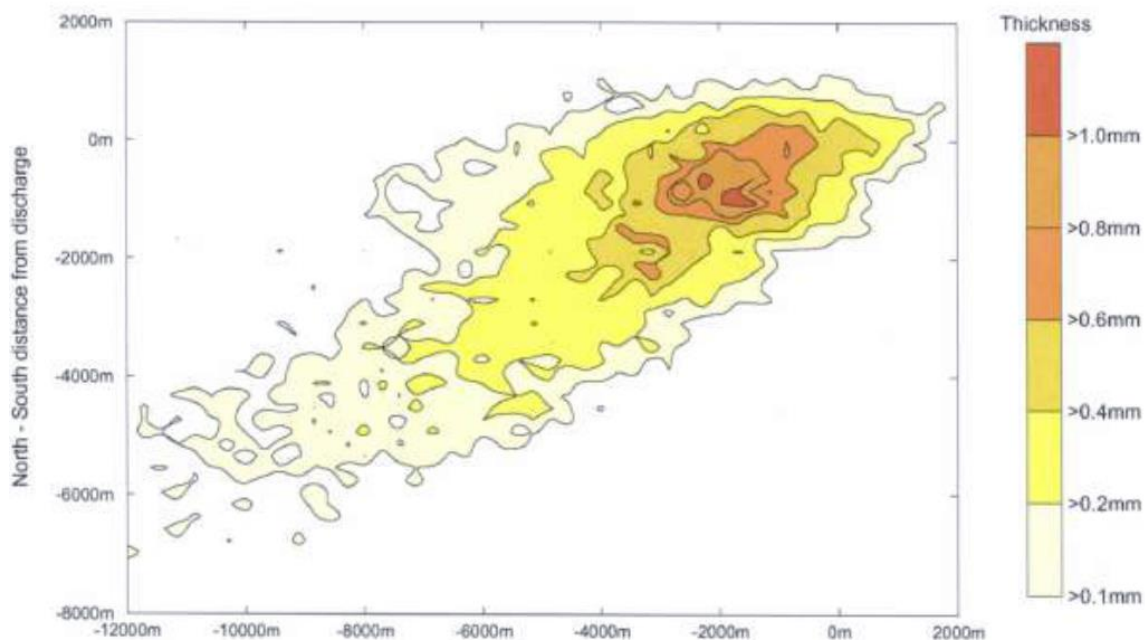 Thickness
2000m
0m
-2000m
-4000m
-6000m
-8000m
North - South distance from discharge
-12000m -10000m -8000m -6000m -4000m -2000m 0m 2000m
>1.0mm
>0.8mm
>0.6mm
>0.4mm
>0.2mm
>0.1mm